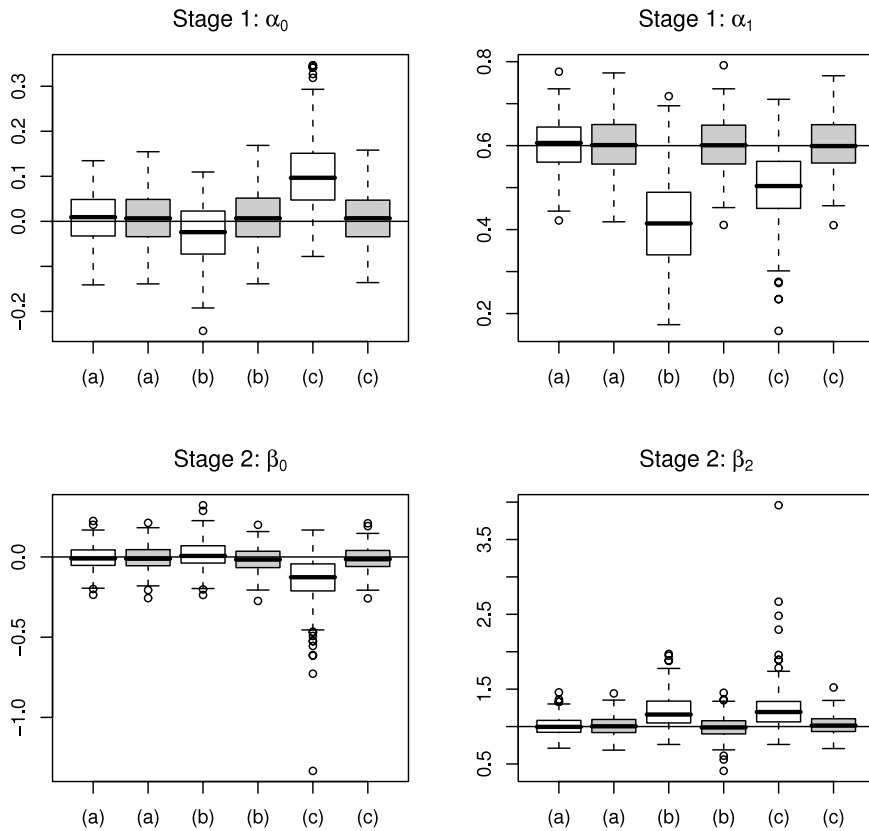 Stage 1: α₀
0.3
0.2
0.1
0.0
−0.2
(a) (a) (b) (b) (c) (c)
Stage 1: α₁
0.8
0.6
0.4
0.2
(a) (a) (b) (b) (c) (c)
Stage 2: β₀
0.0
−0.5
−1.0
(a) (a) (b) (b) (c) (c)
Stage 2: β₂
3.5
2.5
1.5
0.5
(a) (a) (b) (b) (c) (c)